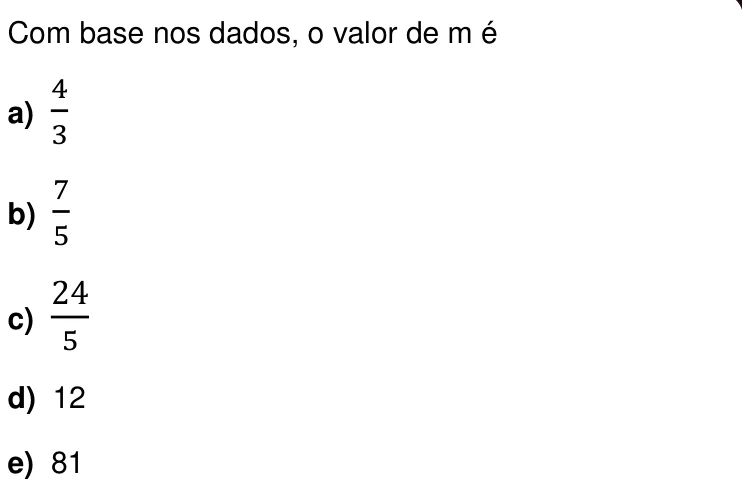 Com base nos dados, o valor de m é
a) 4/3
b) 7/5
c) 24/5
d) 12
e) 81